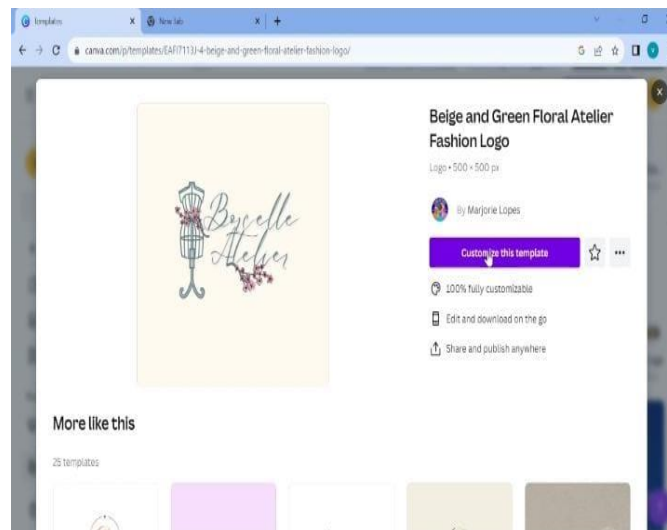 templates
New tab
canva.com/p/templates/EAFI7113J-4-beige-and-green-floral-atelier-fashion-logo/
Boycelle
Atelier
Beige and Green Floral Atelier
Fashion Logo
Logo • 500 × 500 px
By Marjorie Lopes
Customize this template
100% fully customizable
Edit and download on the go
Share and publish anywhere
More like this
25 templates